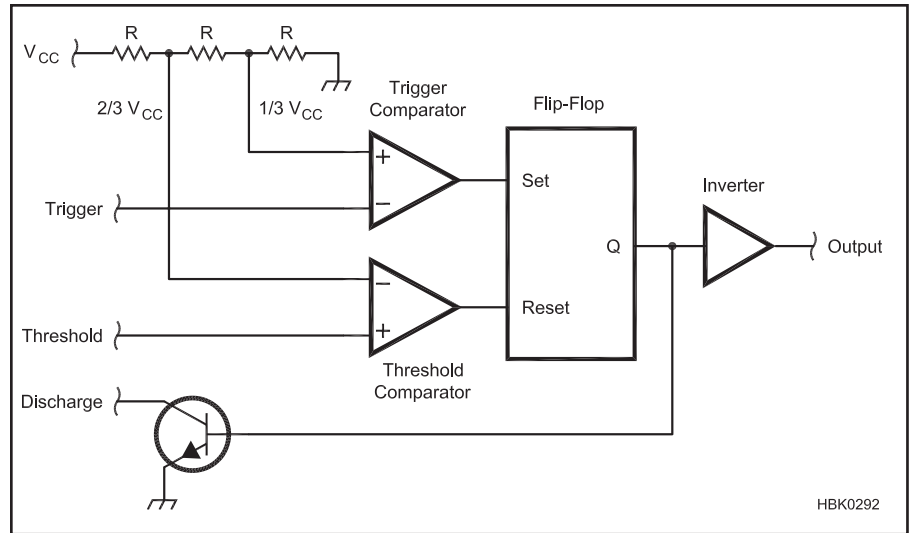 R
R
R
V CC
2/3 V CC
1/3 V CC
Trigger
Comparator
Flip-Flop
+
Set
Inverter
Trigger
−
Q
Output
−
Reset
Threshold
+
Threshold
Comparator
Discharge
HBK0292